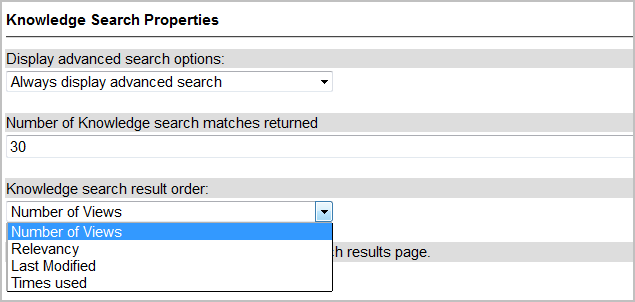 Knowledge Search Properties
Display advanced search options:
Always display advanced search
Number of Knowledge search matches returned
30
Knowledge search result order:
Number of Views
Number of Views
Relevancy
results page.
Last Modified
Times used